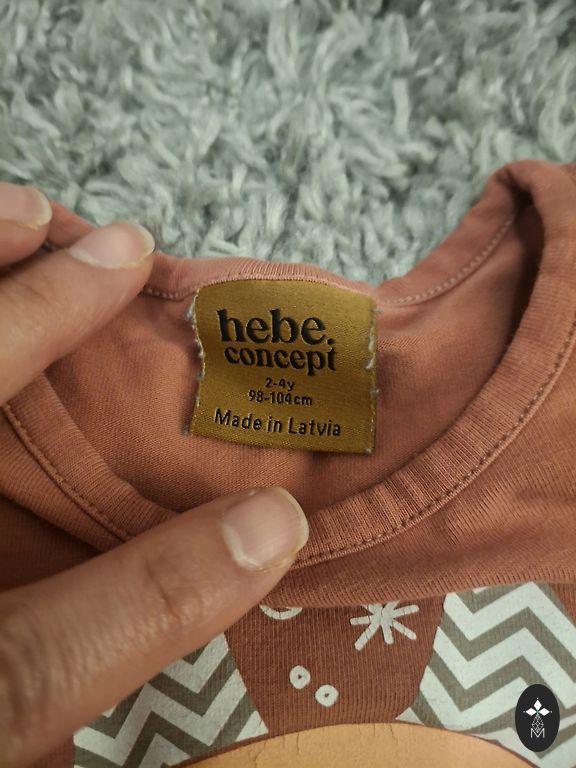 hebe.
concept
2-4y
98-104cm
Made in Latvia